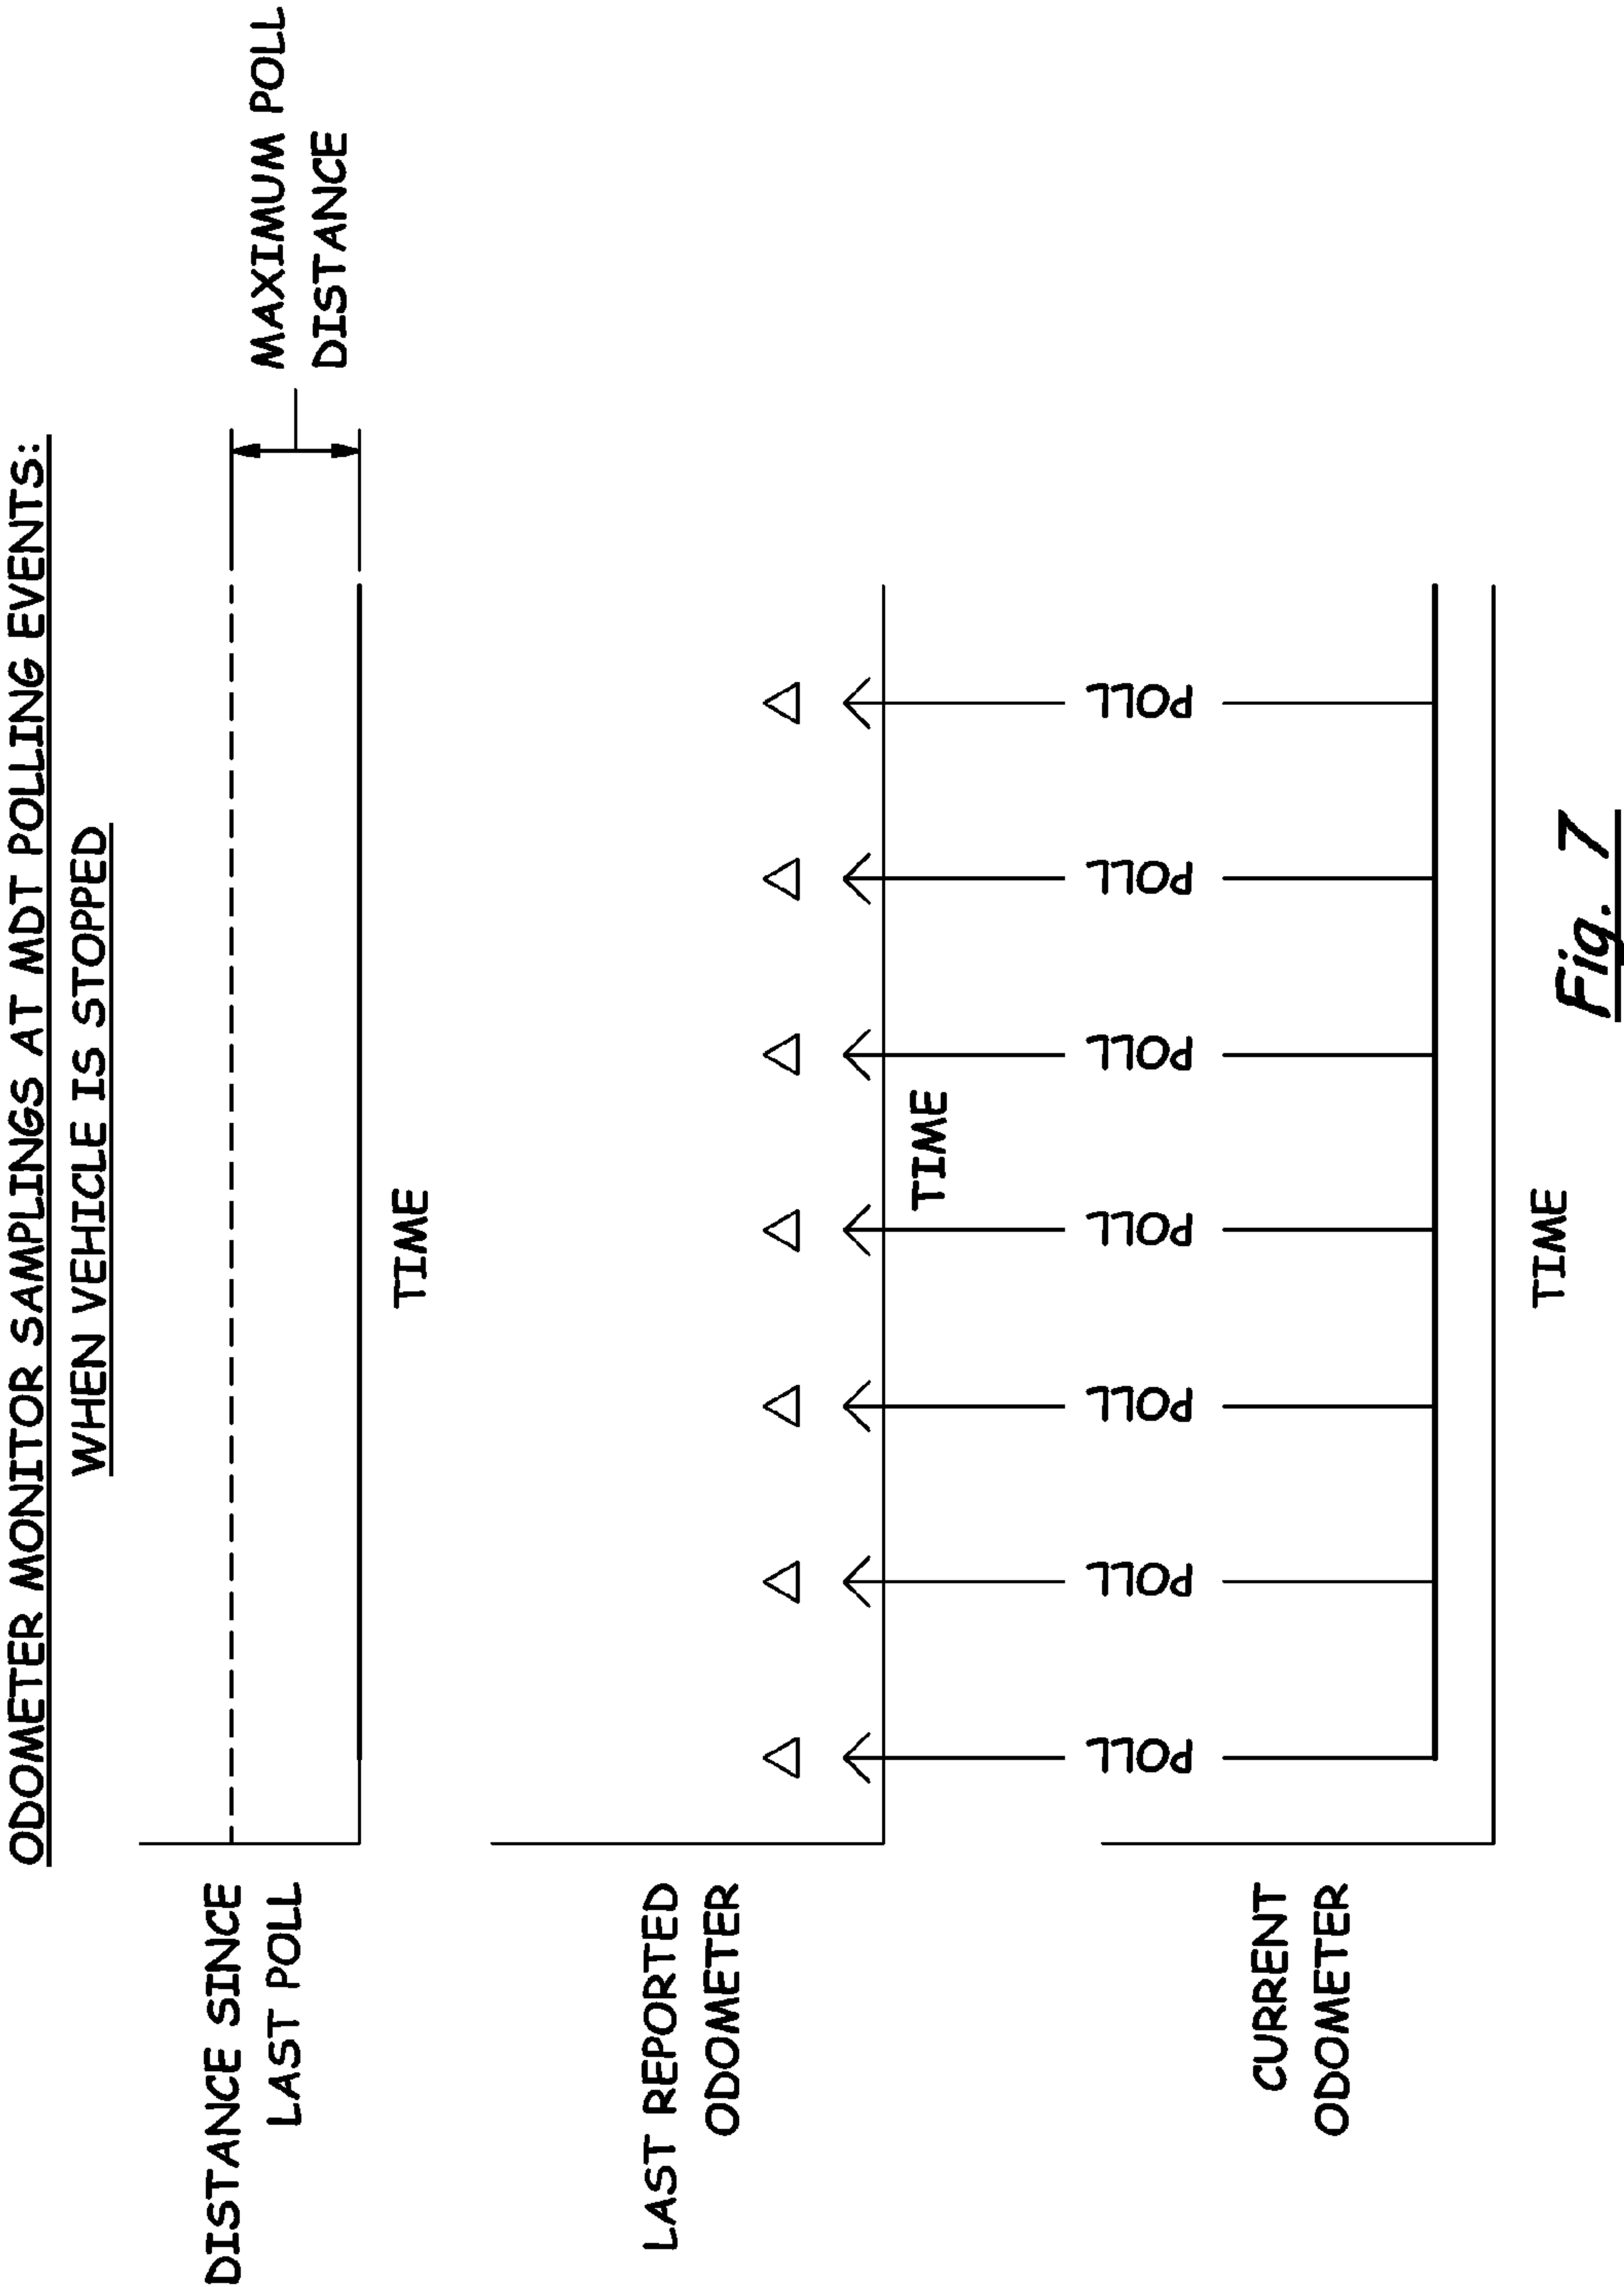 ODOMETER MONITOR SAMPLINGS AT MDT POLLING EVENTS:
WHEN VEHICLE IS STOPPED
DISTANCE SINCE
LAST POLL
MAXIMUM POLL
DISTANCE
TIME
LAST REPORTED
ODOMETER
TIME
POLL
POLL
POLL
POLL
POLL
POLL
POLL
CURRENT
ODOMETER
TIME
Fig. 7